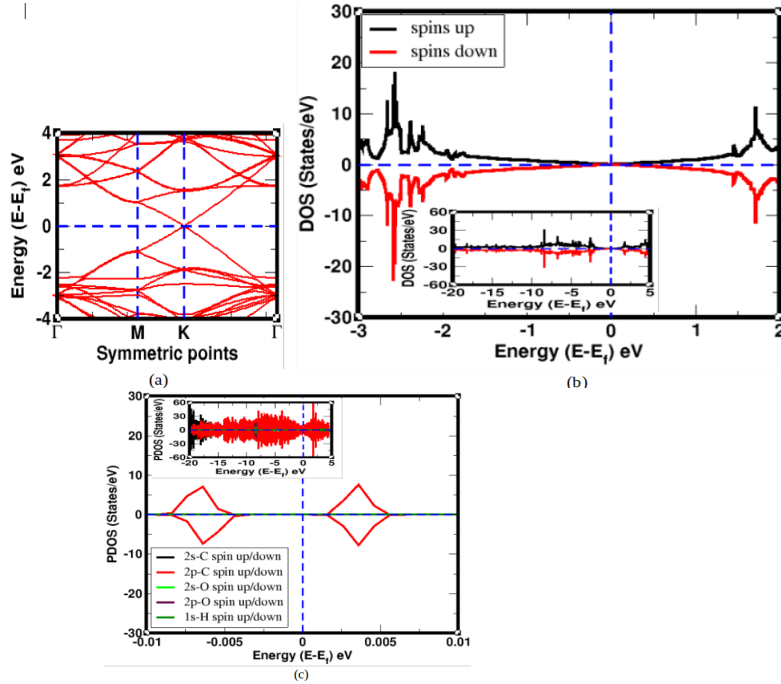 4
2
0
-2
-4
Energy (E-Ef) eV
Γ M K Γ
Symmetric points
(a)
30
20
10
0
-10
-20
-30
DOS (States/eV)
spins up
spins down
60
30
0
-30
-60
DOS (States/eV)
-20 -15 -10 -5 0 5
Energy (E-Ef) eV
-3 -2 -1 0 1 2
Energy (E-Ef) eV
(b)
30
20
10
0
-10
-20
-30
PDOS (States/eV)
60
30
0
-30
-60
PDOS (States/eV)
-20 -15 -10 -5 0 5
Energy (E-Ef) eV
2s-C spin up/down
2p-C spin up/down
2s-O spin up/down
2p-O spin up/down
1s-H spin up/down
-0.01 -0.005 0 0.005 0.01
Energy (E-Ef) eV
(c)